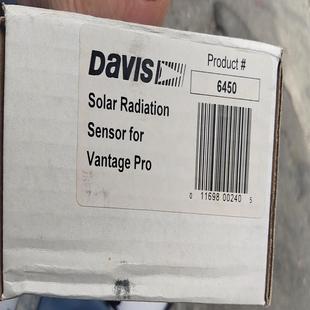 DAVIS
Product #
6450
Solar Radiation
Sensor for
Vantage Pro
0 11698 00240 5